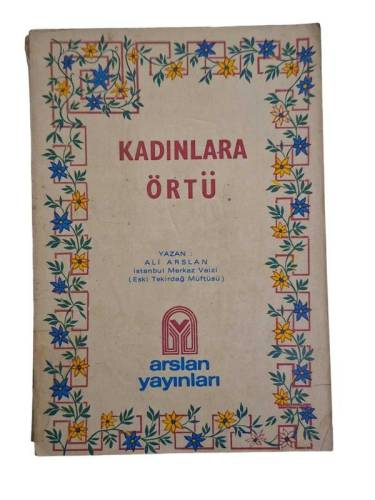 KADINLARA
ÖRTÜ
YAZAN :
ALİ ARSLAN
İstanbul Merkez Vaizi
( Eski Tekirdağ Müftüsü )
arslan
yayınları